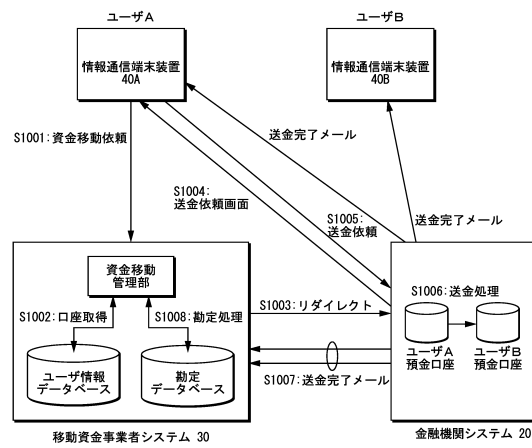 ユーザA
ユーザB
情報通信端末装置
40A
情報通信端末装置
40B
S1001：資金移動依頼
送金完了メール
S1004：
送金依頼画面
S1005：
送金依頼
送金完了メール
資金移動
管理部
S1006：送金処理
S1002：口座取得
S1008：勘定処理
S1003：リダイレクト
ユーザA
預金口座
ユーザB
預金口座
ユーザ情報
データベース
勘定
データベース
S1007：送金完了メール
移動資金事業者システム 30
金融機関システム 20